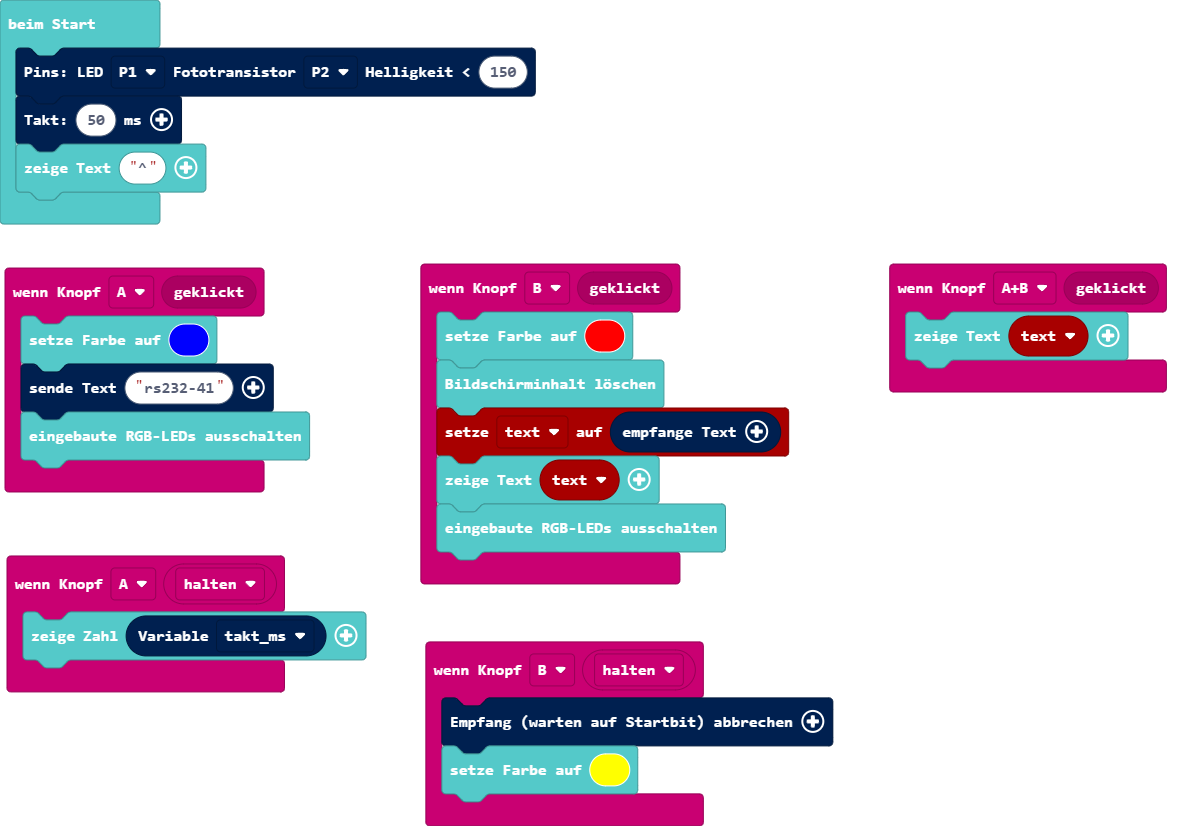 beim Start
Pins: LED P1 Fototransistor P2 Helligkeit < 150
Takt: 50 ms
zeige Text "^"
wenn Knopf A geklickt
setze Farbe auf
sende Text "rs232-41"
eingebaute RGB-LEDs ausschalten
wenn Knopf B geklickt
setze Farbe auf
Bildschirminhalt löschen
setze text auf empfange Text
zeige Text text
eingebaute RGB-LEDs ausschalten
wenn Knopf A+B geklickt
zeige Text text
wenn Knopf A halten
zeige Zahl Variable takt_ms
wenn Knopf B halten
Empfang (warten auf Startbit) abbrechen
setze Farbe auf